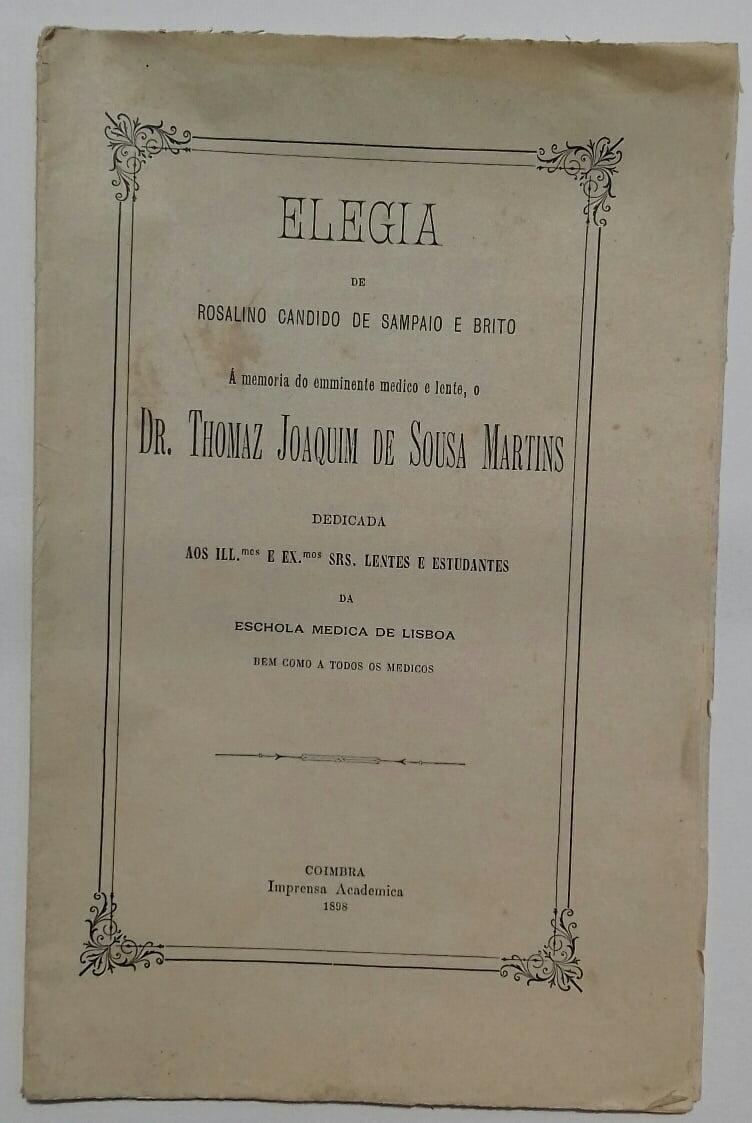 ELEGIA
DE
ROSALINO CANDIDO DE SAMPAIO E BRITO
Á memoria do emminente medico e lente, o
DR. THOMAZ JOAQUIM DE SOUSA MARTINS
DEDICADA
AOS ILL.mos E EX.mos SRS. LENTES E ESTUDANTES
DA
ESCHOLA MEDICA DE LISBOA
BEM COMO A TODOS OS MEDICOS
COIMBRA
Imprensa Academica
1898